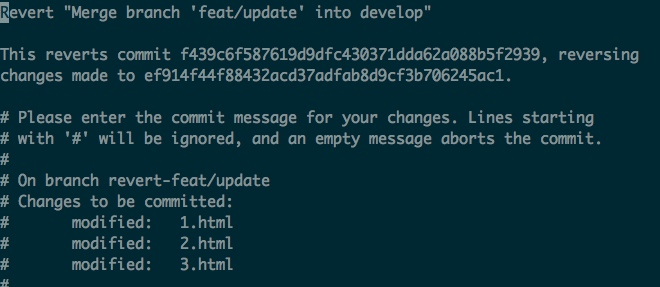 Revert "Merge branch 'feat/update' into develop"
This reverts commit f439c6f587619d9dfc430371dda62a088b5f2939, reversing
changes made to ef914f44f88432acd37adfab8d9cf3b706245ac1.
# Please enter the commit message for your changes. Lines starting
# with '#' will be ignored, and an empty message aborts the commit.
#
# On branch revert-feat/update
# Changes to be committed:
#       modified:   1.html
#       modified:   2.html
#       modified:   3.html
#